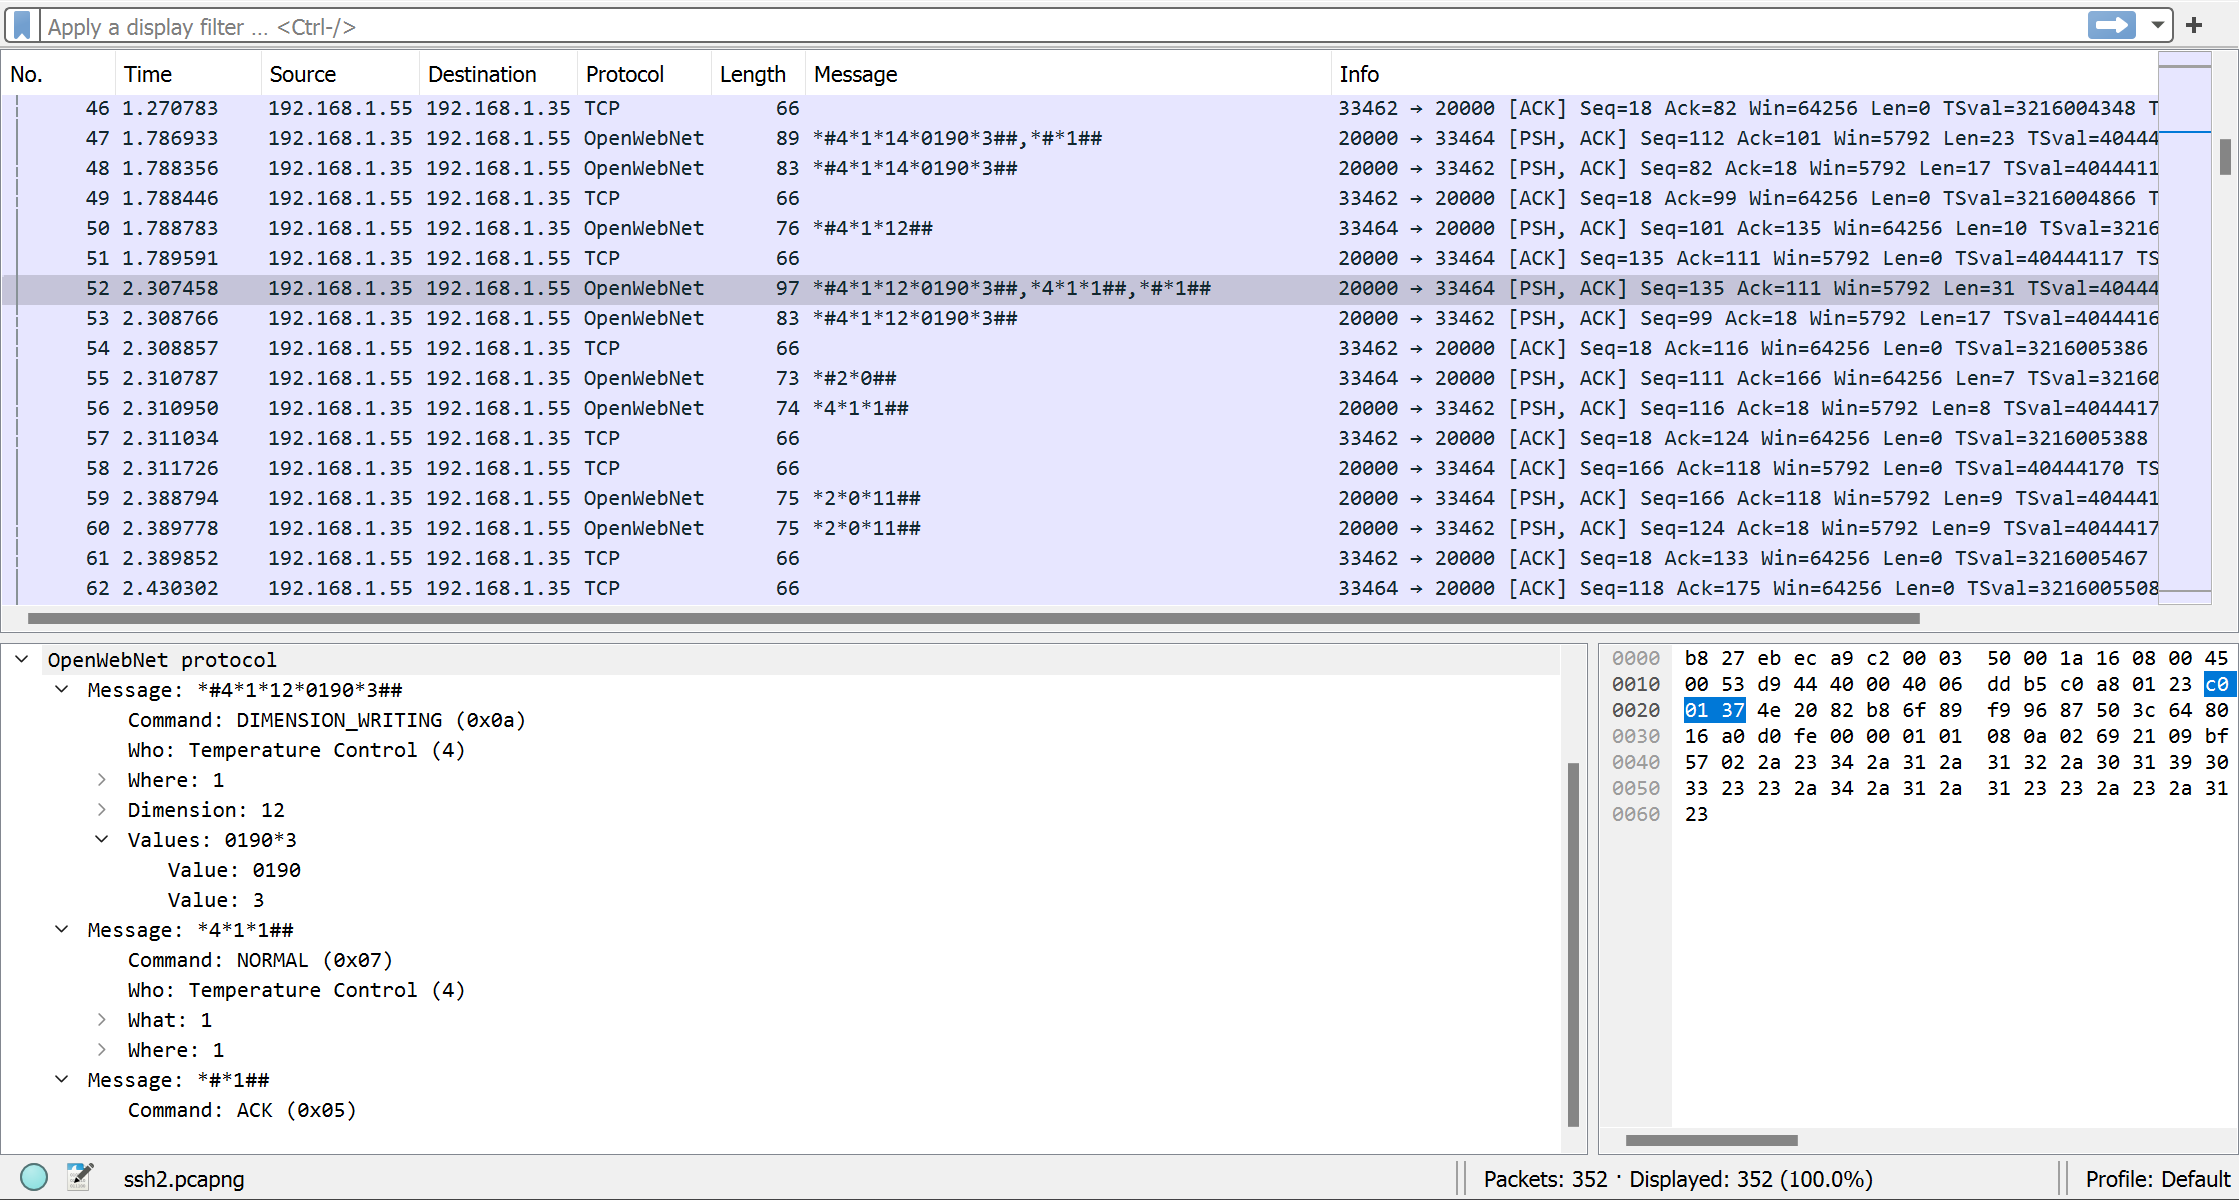 Apply a display filter ... <Ctrl-/>
No. Time Source Destination Protocol Length Message Info
46 1.270783 192.168.1.55 192.168.1.35 TCP 66 33462 → 20000 [ACK] Seq=18 Ack=82 Win=64256 Len=0 TSval=3216004348 T
47 1.786933 192.168.1.35 192.168.1.55 OpenWebNet 89 *#4*1*14*0190*3##,*#*1## 20000 → 33464 [PSH, ACK] Seq=112 Ack=101 Win=5792 Len=23 TSval=40444
48 1.788356 192.168.1.35 192.168.1.55 OpenWebNet 83 *#4*1*14*0190*3## 20000 → 33462 [PSH, ACK] Seq=82 Ack=18 Win=5792 Len=17 TSval=4044411
49 1.788446 192.168.1.55 192.168.1.35 TCP 66 33462 → 20000 [ACK] Seq=18 Ack=99 Win=64256 Len=0 TSval=3216004866 T
50 1.788783 192.168.1.55 192.168.1.35 OpenWebNet 76 *#4*1*12## 33464 → 20000 [PSH, ACK] Seq=101 Ack=135 Win=64256 Len=10 TSval=3216
51 1.789591 192.168.1.35 192.168.1.55 TCP 66 20000 → 33464 [ACK] Seq=135 Ack=111 Win=5792 Len=0 TSval=40444117 TS
52 2.307458 192.168.1.35 192.168.1.55 OpenWebNet 97 *#4*1*12*0190*3##,*4*1*1##,*#*1## 20000 → 33464 [PSH, ACK] Seq=135 Ack=111 Win=5792 Len=31 TSval=40444
53 2.308766 192.168.1.35 192.168.1.55 OpenWebNet 83 *#4*1*12*0190*3## 20000 → 33462 [PSH, ACK] Seq=99 Ack=18 Win=5792 Len=17 TSval=4044416
54 2.308857 192.168.1.55 192.168.1.35 TCP 66 33462 → 20000 [ACK] Seq=18 Ack=116 Win=64256 Len=0 TSval=3216005386
55 2.310787 192.168.1.55 192.168.1.35 OpenWebNet 73 *#2*0## 33464 → 20000 [PSH, ACK] Seq=111 Ack=166 Win=64256 Len=7 TSval=32160
56 2.310950 192.168.1.35 192.168.1.55 OpenWebNet 74 *4*1*1## 20000 → 33462 [PSH, ACK] Seq=116 Ack=18 Win=5792 Len=8 TSval=4044417
57 2.311034 192.168.1.55 192.168.1.35 TCP 66 33462 → 20000 [ACK] Seq=18 Ack=124 Win=64256 Len=0 TSval=3216005388
58 2.311726 192.168.1.35 192.168.1.55 TCP 66 20000 → 33464 [ACK] Seq=166 Ack=118 Win=5792 Len=0 TSval=40444170 TS
59 2.388794 192.168.1.35 192.168.1.55 OpenWebNet 75 *2*0*11## 20000 → 33464 [PSH, ACK] Seq=166 Ack=118 Win=5792 Len=9 TSval=404441
60 2.389778 192.168.1.35 192.168.1.55 OpenWebNet 75 *2*0*11## 20000 → 33462 [PSH, ACK] Seq=124 Ack=18 Win=5792 Len=9 TSval=4044417
61 2.389852 192.168.1.55 192.168.1.35 TCP 66 33462 → 20000 [ACK] Seq=18 Ack=133 Win=64256 Len=0 TSval=3216005467
62 2.430302 192.168.1.55 192.168.1.35 TCP 66 33464 → 20000 [ACK] Seq=118 Ack=175 Win=64256 Len=0 TSval=3216005508
OpenWebNet protocol
Message: *#4*1*12*0190*3##
Command: DIMENSION_WRITING (0x0a)
Who: Temperature Control (4)
Where: 1
Dimension: 12
Values: 0190*3
Value: 0190
Value: 3
Message: *4*1*1##
Command: NORMAL (0x07)
Who: Temperature Control (4)
What: 1
Where: 1
Message: *#*1##
Command: ACK (0x05)
0000 b8 27 eb ec a9 c2 00 03 50 00 1a 16 08 00 45
0010 00 53 d9 44 40 00 40 06 dd b5 c0 a8 01 23 c0
0020 01 37 4e 20 82 b8 6f 89 f9 96 87 50 3c 64 80
0030 16 a0 d0 fe 00 00 01 01 08 0a 02 69 21 09 bf
0040 57 02 2a 23 34 2a 31 2a 31 32 2a 30 31 39 30
0050 33 23 23 2a 34 2a 31 2a 31 23 23 2a 23 2a 31
0060 23
ssh2.pcapng
Packets: 352 · Displayed: 352 (100.0%)
Profile: Default